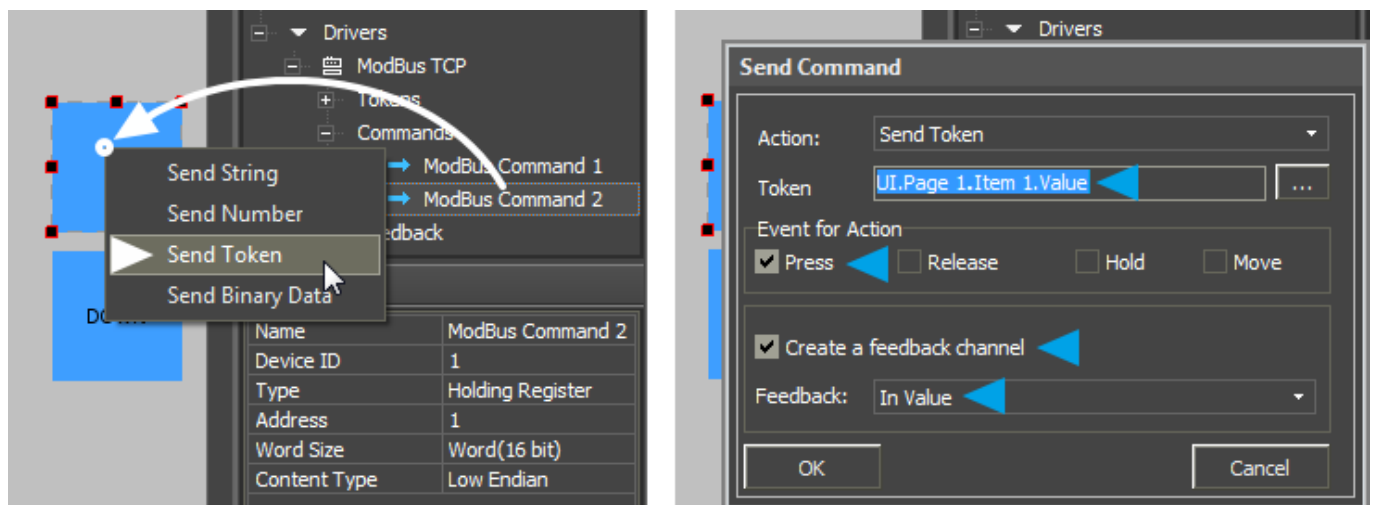 Drivers
ModBus TCP
Tokens
Commands
ModBus Command 1
ModBus Command 2
Send String
Send Number
Send Token
Send Binary Data
Name ModBus Command 2
Device ID 1
Type Holding Register
Address 1
Word Size Word(16 bit)
Content Type Low Endian
Drivers
Send Command
Action: Send Token
Token UI.Page 1.Item 1.Value ...
Event for Action
Press Release Hold Move
Create a feedback channel
Feedback: In Value
OK Cancel